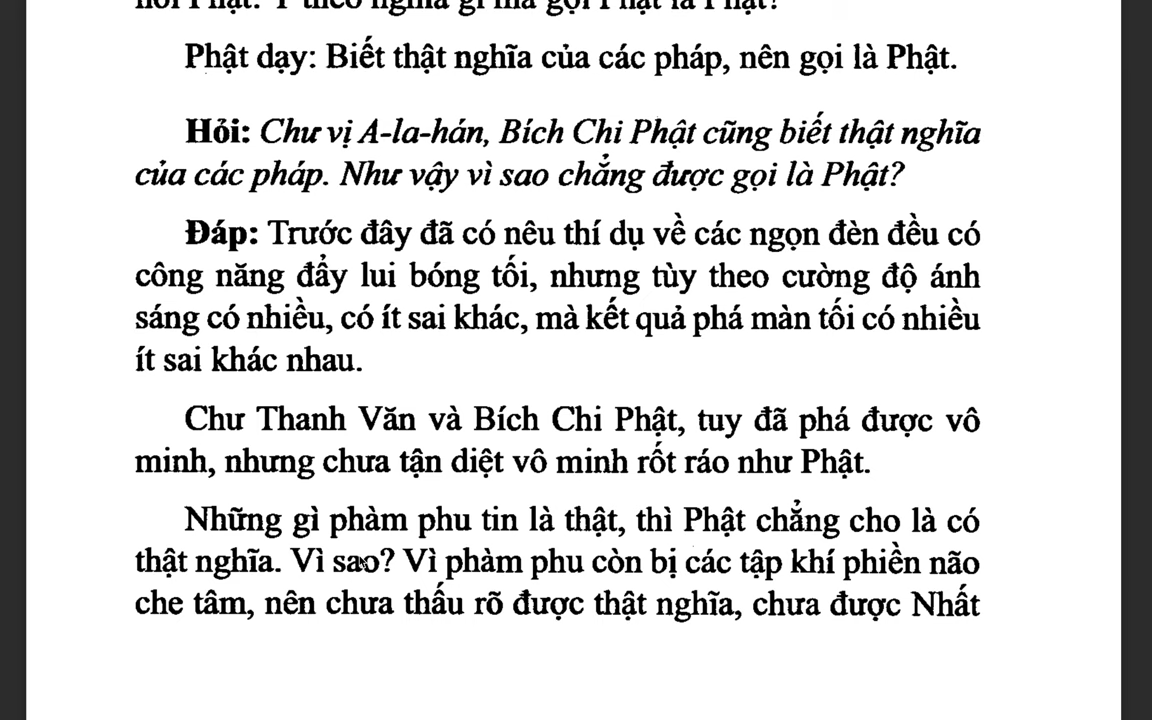 Phật dạy: Biết thật nghĩa của các pháp, nên gọi là Phật.
Hỏi: Chư vị A-la-hán, Bích Chi Phật cũng biết thật nghĩa
của các pháp. Như vậy vì sao chẳng được gọi là Phật?
Đáp: Trước đây đã có nêu thí dụ về các ngọn đèn đều có
công năng đẩy lui bóng tối, nhưng tùy theo cường độ ánh
sáng có nhiều, có ít sai khác, mà kết quả phá màn tối có nhiều
ít sai khác nhau.
Chư Thanh Văn và Bích Chi Phật, tuy đã phá được vô
minh, nhưng chưa tận diệt vô minh rốt ráo như Phật.
Những gì phàm phu tin là thật, thì Phật chẳng cho là có
thật nghĩa. Vì sao? Vì phàm phu còn bị các tập khí phiền não
che tâm, nên chưa thấu rõ được thật nghĩa, chưa được Nhất